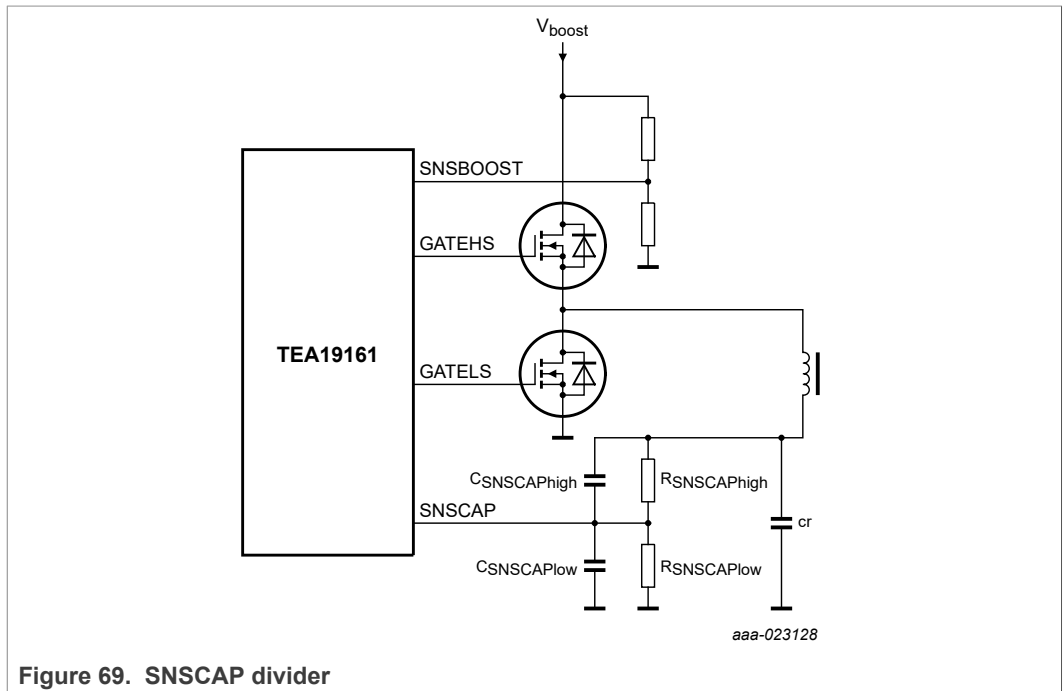 Vboost
SNSBOOST
GATEHS
TEA19161
GATELS
CSNSCAPhigh
RSNSCAPhigh
SNSCAP
cr
CSNSCAPlow
RSNSCAPlow
aaa-023128
Figure 69. SNSCAP divider